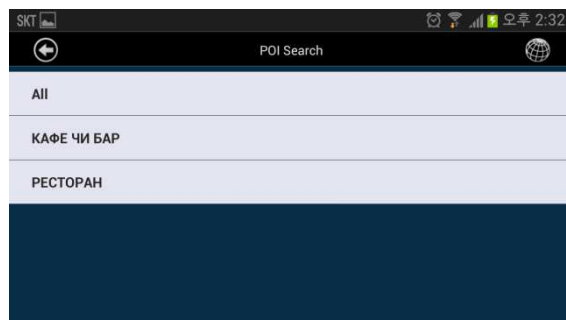 SKT 오후 2:32
POI Search
All
КАФЕ ЧИ БАР
РЕСТОРАН